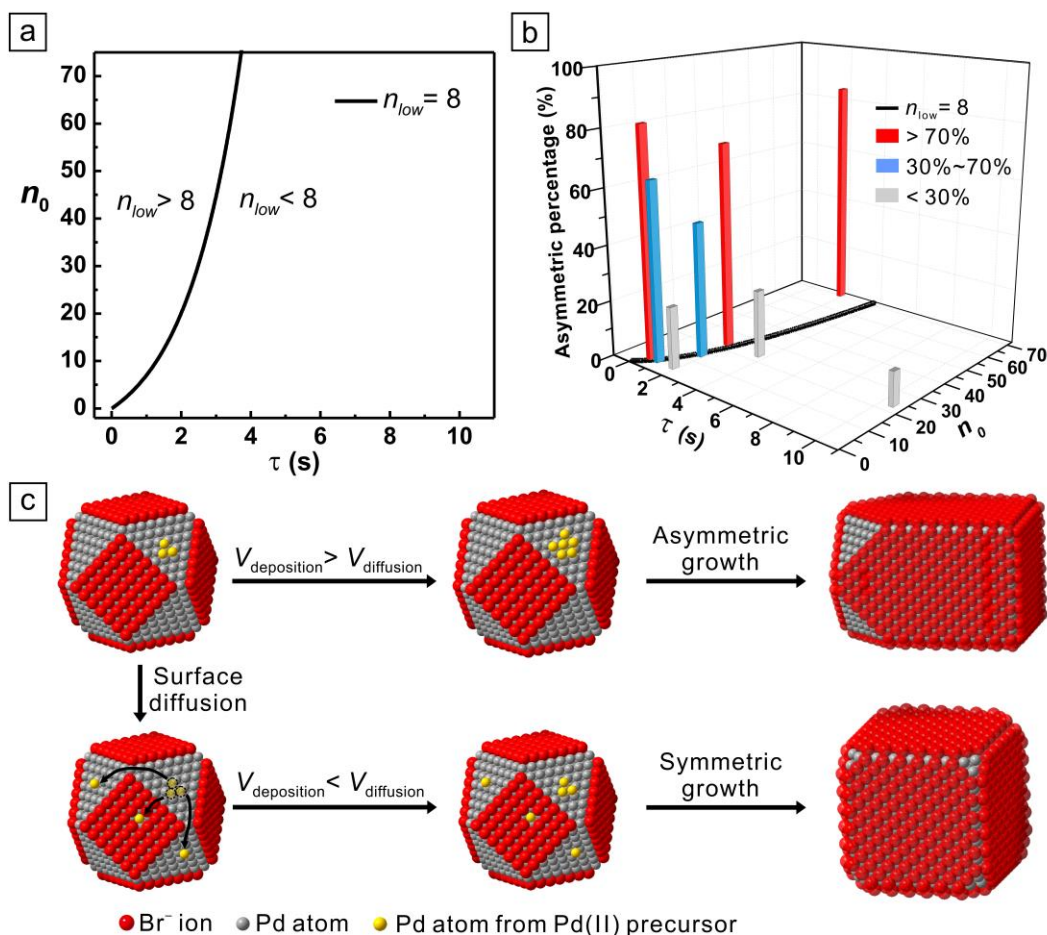 a
70
60
50
40
30
20
10
0
n0
nlow = 8
nlow > 8
nlow < 8
0 2 4 6 8 10
τ (s)
b
100
80
60
40
20
0
Asymmetric percentage (%)
nlow = 8
> 70%
30%~70%
< 30%
0 2 4 6 8 10
τ (s)
0 10 20 30 40 50 60 70
n0
c
Vdeposition > Vdiffusion
Asymmetric
growth
Surface
diffusion
Vdeposition < Vdiffusion
Symmetric
growth
Br⁻ ion Pd atom Pd atom from Pd(II) precursor